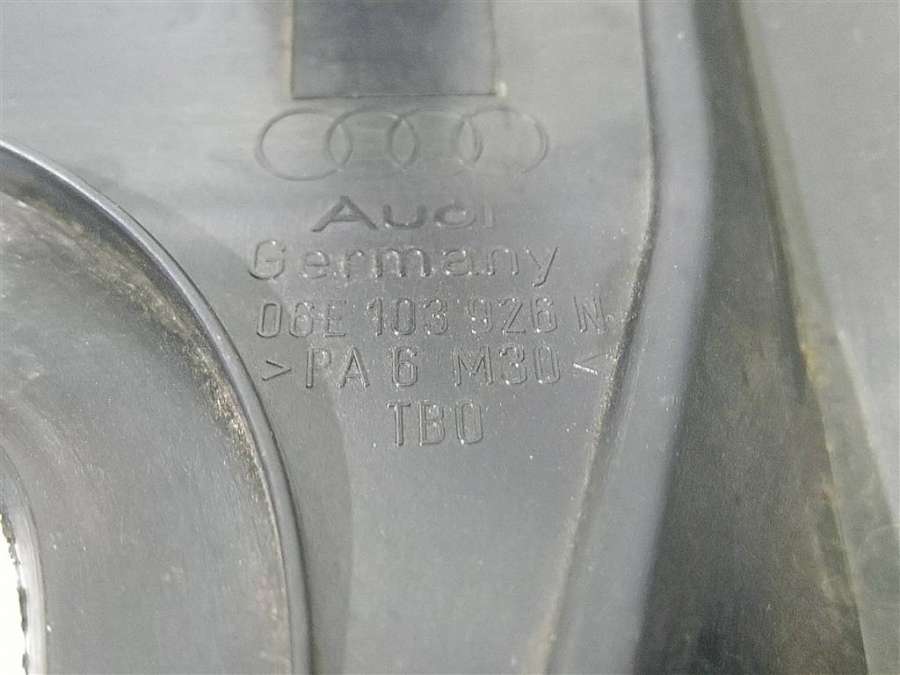 Audi
Germany
06E 103 926 N
>PA 6 M30<
TBO